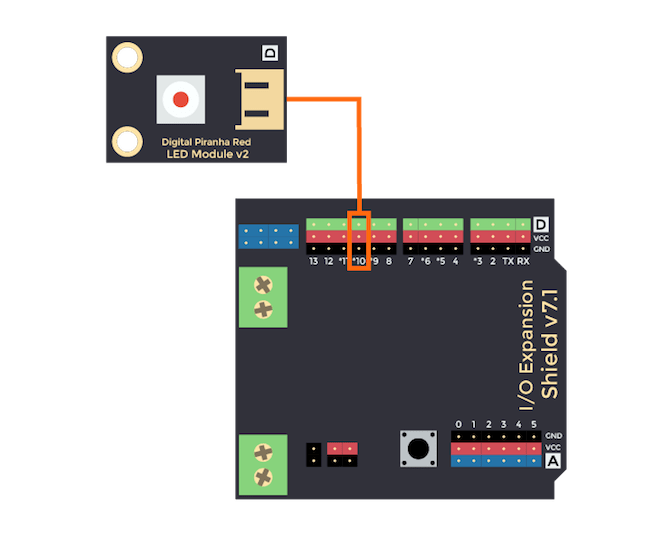 D
Digital Piranha Red
LED Module v2
D
VCC
GND
13 12 *11 *10 *9 8 7 *6 *5 4 *3 2 TX RX
I/O Expansion
Shield v7.1
0 1 2 3 4 5
GND
VCC
A